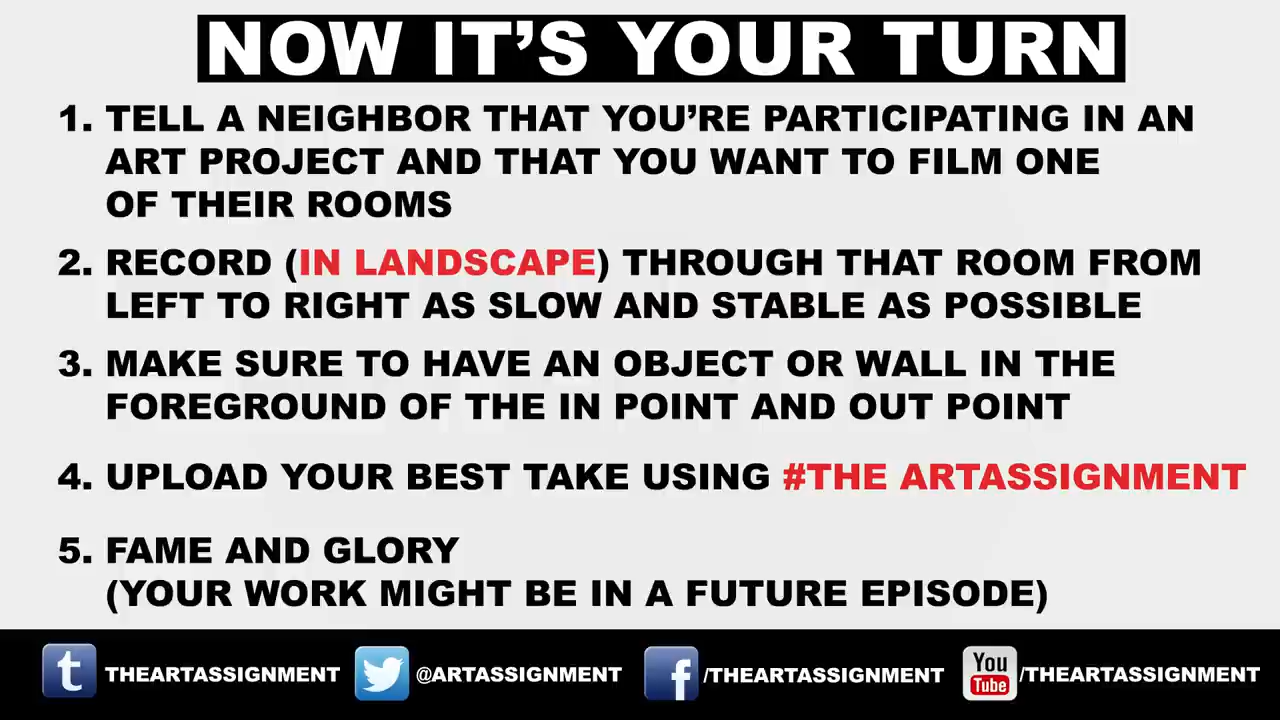 NOW IT'S YOUR TURN
1. TELL A NEIGHBOR THAT YOU'RE PARTICIPATING IN AN
ART PROJECT AND THAT YOU WANT TO FILM ONE
OF THEIR ROOMS
2. RECORD (IN LANDSCAPE) THROUGH THAT ROOM FROM
LEFT TO RIGHT AS SLOW AND STABLE AS POSSIBLE
3. MAKE SURE TO HAVE AN OBJECT OR WALL IN THE
FOREGROUND OF THE IN POINT AND OUT POINT
4. UPLOAD YOUR BEST TAKE USING #THE ARTASSIGNMENT
5. FAME AND GLORY
(YOUR WORK MIGHT BE IN A FUTURE EPISODE)
t THEARTASSIGNMENT @ARTASSIGNMENT f /THEARTASSIGNMENT You Tube /THEARTASSIGNMENT